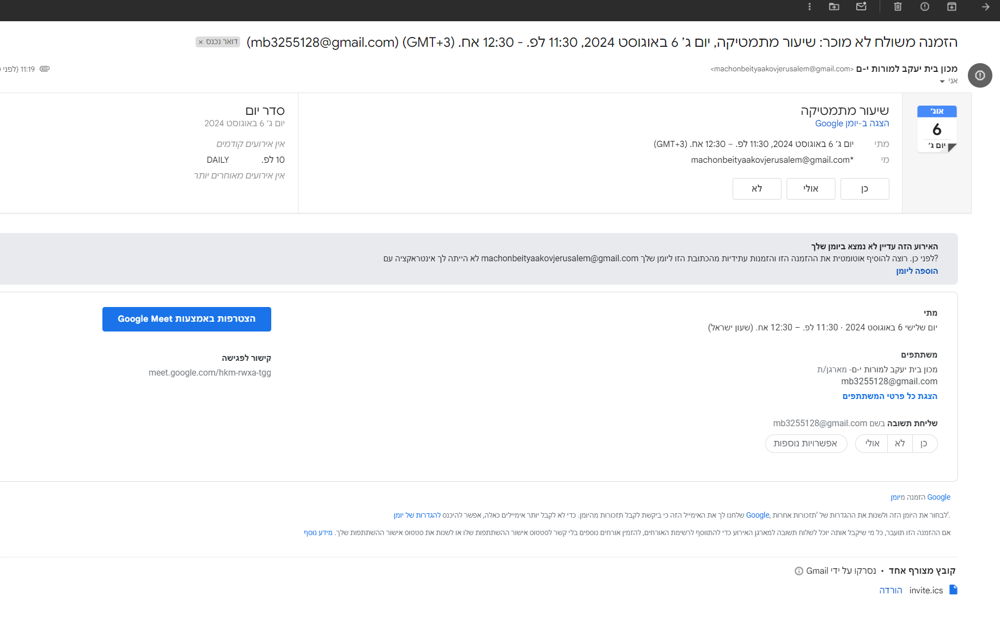 הזמנה משולח לא מוכר: שיעור מתמטיקה, יום ג׳ 6 באוגוסט 2024, 11:30 לפ. - 12:30 אח. (GMT+3) (mb3255128@gmail.com) דואר נכנס ×
מכון בית יעקב למורות י-ם <machonbeityaakovjerusalem@gmail.com> 11:19 (לפני
אני
אוג׳
6
יום ג׳
שיעור מתמטיקה
הצגה ב-יומן Google
מתי יום ג׳ 6 באוגוסט 2024, 11:30 לפ. – 12:30 אח. (GMT+3)
מי machonbeityaakovjerusalem@gmail.com*
כן אולי לא
סדר יום
יום ג׳ 6 באוגוסט 2024
אין אירועים קודמים
10 לפ. DAILY
אין אירועים מאוחרים יותר
האירוע הזה עדיין לא נמצא ביומן שלך
?לפני כן. רוצה להוסיף אוטומטית את ההזמנה הזו והזמנות עתידיות מהכתובת הזו ליומן שלך machonbeityaakovjerusalem@gmail.com לא הייתה לך אינטראקציה עם
הוספה ליומן
מתי
יום שלישי 6 באוגוסט 2024 · 11:30 לפ. – 12:30 אח. (שעון ישראל)
משתתפים
מכון בית יעקב למורות י-ם- מארגן/ת
mb3255128@gmail.com
הצגת כל פרטי המשתתפים
שליחת תשובה בשם mb3255128@gmail.com
כן לא אולי אפשרויות נוספות
הצטרפות באמצעות Google Meet
קישור לפגישה
meet.google.com/hkm-rwxa-tgg
Google הזמנה מיומן
.'לבחור את היומן הזה ולשנות את ההגדרות של 'תזכורות אחרות ,Google שלחנו לך את האימייל הזה כי ביקשת לקבל תזכורות מהיומן. כדי לא לקבל יותר אימיילים כאלה, אפשר להיכנס להגדרות של יומן
אם ההזמנה הזו תועבר, כל מי שיקבל אותה יוכל לשלוח תשובה למארגן האירוע כדי להתווסף לרשימת האורחים, להזמין אורחים נוספים בלי קשר לסטטוס אישור ההשתתפות שלו או לשנות את סטטוס אישור ההשתתפות שלך. מידע נוסף
קובץ מצורף אחד • נסרקו על ידי Gmail
invite.ics הורדה